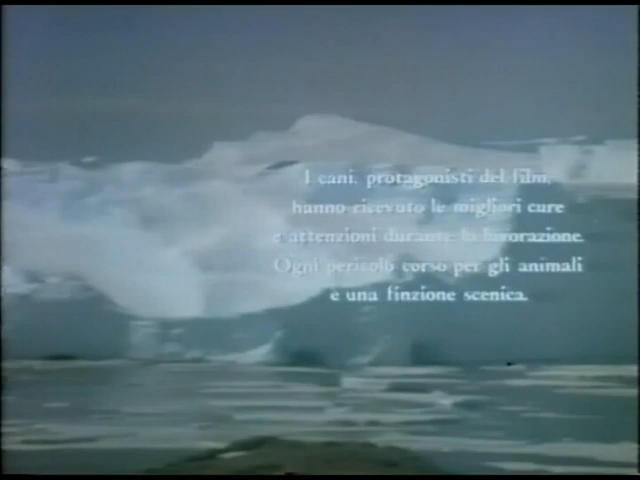 I cani, protagonisti del film,
hanno ricevuto le migliori cure
e attenzioni durante la lavorazione.
Ogni pericolo corso per gli animali
è una finzione scenica.